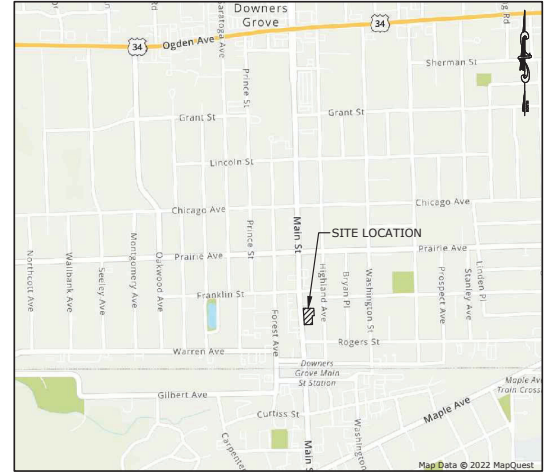 Downers
Grove
Saratoga Ave
34
Ogden Ave
34
Sherman St
Prince St
Grant St
Grant St
Lincoln St
Chicago Ave
Chicago Ave
Main St
SITE LOCATION
Prairie Ave
Prairie Ave
Northcott Ave
Wallbank Ave
Seeley Ave
Montgomery Ave
Oakwood Ave
Prince St
Highland Ave
Bryan Pl
Washington St
Prospect Ave
Stanley Ave
Linden Pl
Franklin St
Forest Ave
Rogers St
Warren Ave
Downers
Grove Main
St Station
Gilbert Ave
Maple Av
Train Cross
Maple Ave
Curtiss St
Carpente
Main S
Washington
Map Data © 2022 MapQuest